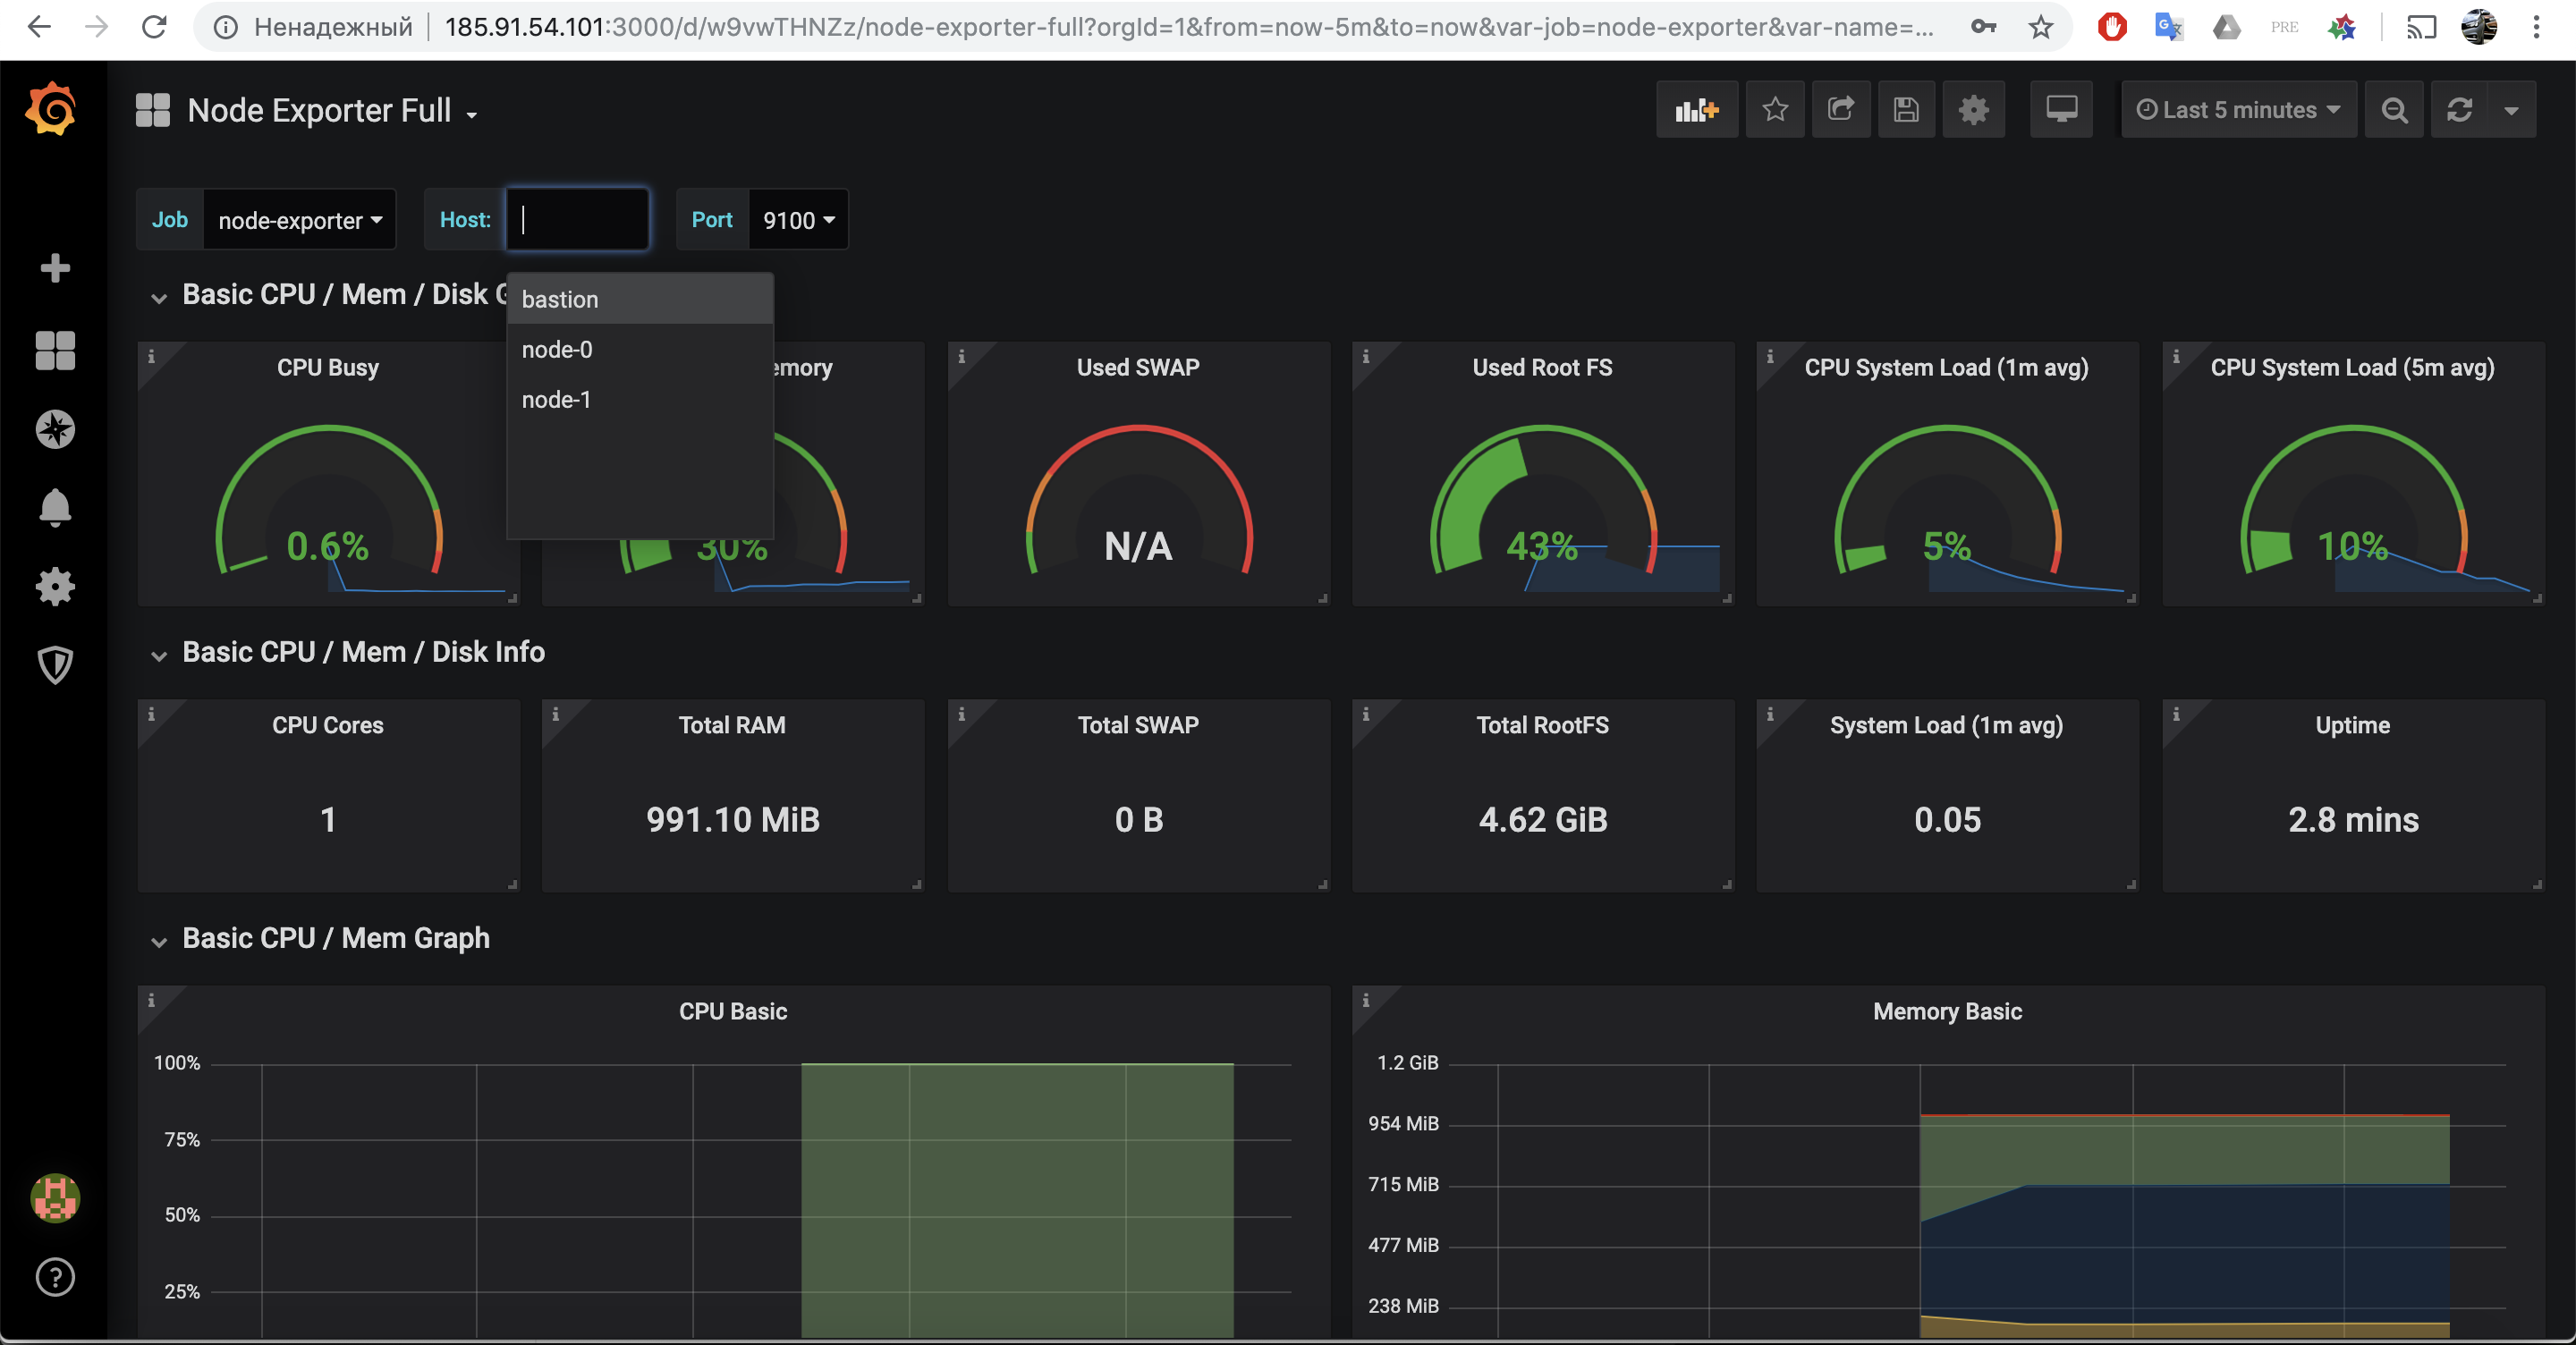 Ненадежный 185.91.54.101:3000/d/w9vwTHNZz/node-exporter-full?orgId=1&from=now-5m&to=now&var-job=node-exporter&var-name=... PRE
Node Exporter Full
Last 5 minutes
Job node-exporter Host: Port 9100
bastion
node-0
node-1
Basic CPU / Mem / Disk G
CPU Busy
emory
Used SWAP
Used Root FS
CPU System Load (1m avg)
CPU System Load (5m avg)
0.6%
30%
N/A
43%
5%
10%
Basic CPU / Mem / Disk Info
CPU Cores
Total RAM
Total SWAP
Total RootFS
System Load (1m avg)
Uptime
1
991.10 MiB
0 B
4.62 GiB
0.05
2.8 mins
Basic CPU / Mem Graph
CPU Basic
100%
75%
50%
25%
Memory Basic
1.2 GiB
954 MiB
715 MiB
477 MiB
238 MiB